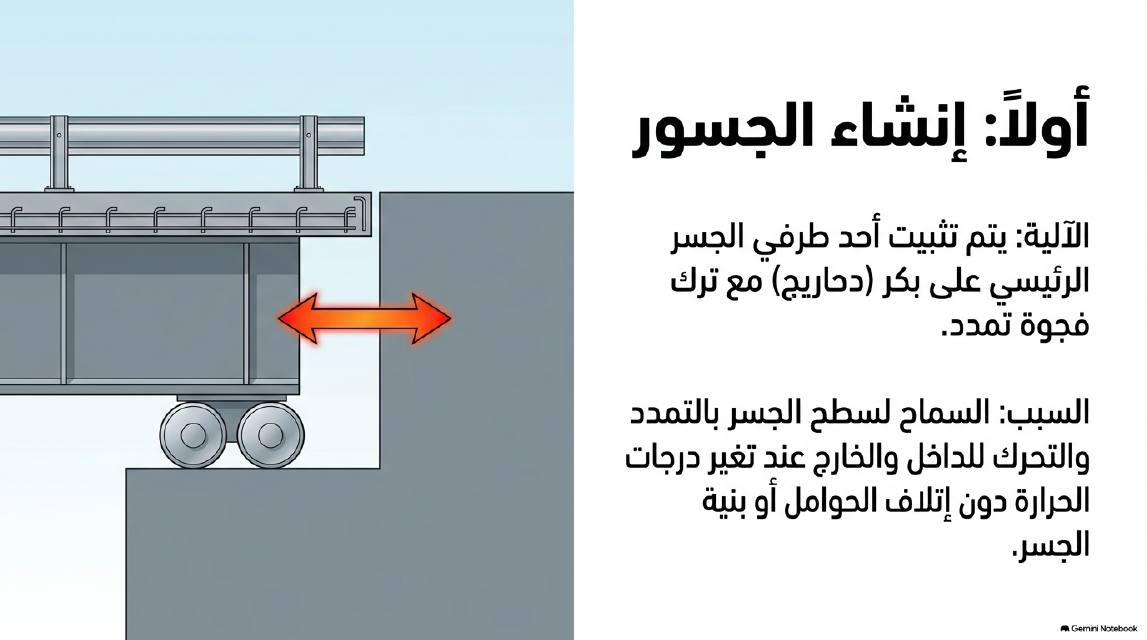 أولاً: إنشاء الجسور
الآلية: يتم تثبيت أحد طرفي الجسر
الرئيسي على بكر (دحاريج) مع ترك
فجوة تمدد.
السبب: السماح لسطح الجسر بالتمدد
والتحرك للداخل والخارج عند تغير درجات
الحرارة دون إتلاف الحوامل أو بنية
الجسر.
Gemini Notebook